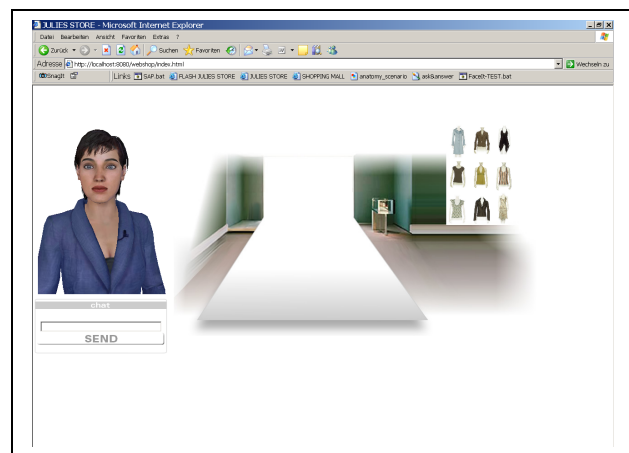 JULIES STORE - Microsoft Internet Explorer
Datei Bearbeiten Ansicht Favoriten Extras ?
Zurück Suchen Favoriten
Adresse http://localhost:8080/webshop/index.html Wechseln zu
SnagIt Links SAP.bat FLASH JULIES STORE JULIES STORE SHOPPING MALL anatomy_scenario ask&answer FaceIt-TEST.bat
chat
SEND